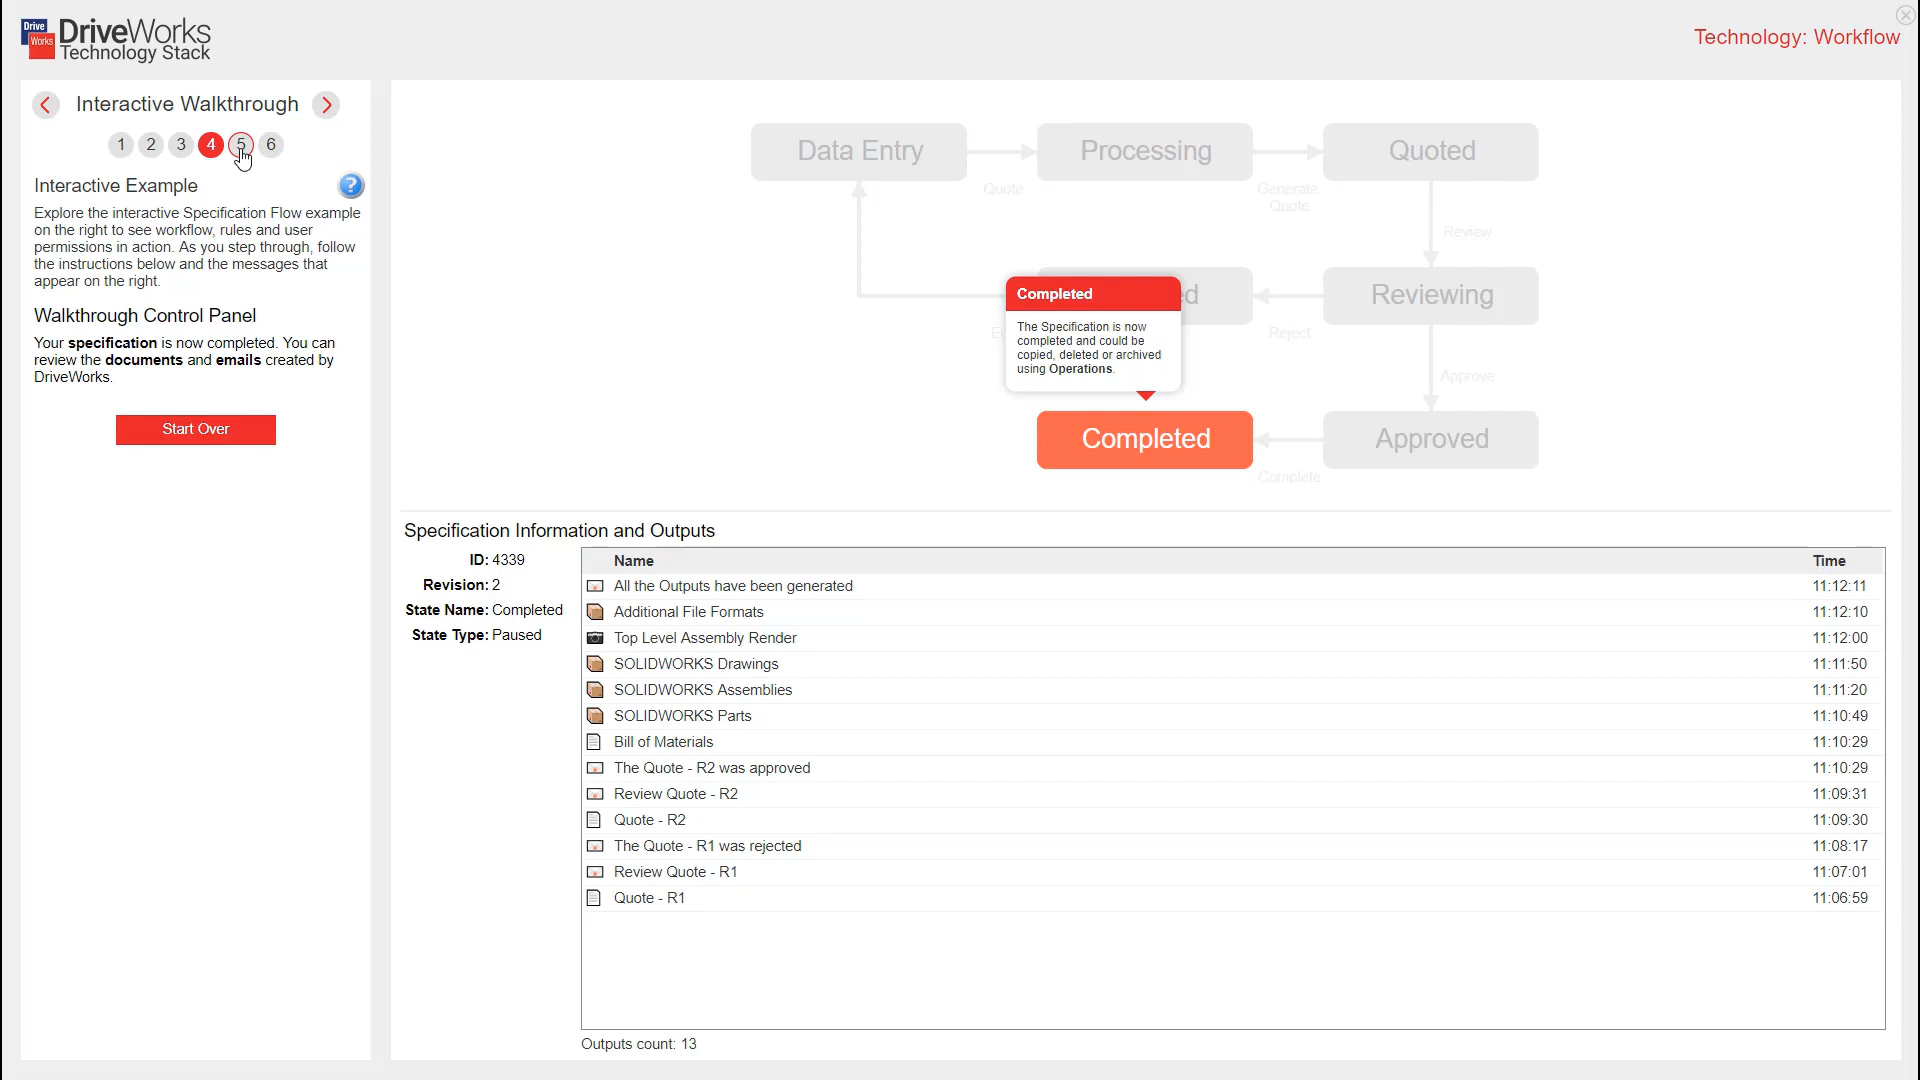 Drive
Works
DriveWorks
Technology Stack
Technology: Workflow
Interactive Walkthrough
1 2 3 4 5 6
Interactive Example
?
Explore the interactive Specification Flow example
on the right to see workflow, rules and user
permissions in action. As you step through, follow
the instructions below and the messages that
appear on the right.
Walkthrough Control Panel
Your specification is now completed. You can
review the documents and emails created by
DriveWorks.
Start Over
Data Entry
Quote
Processing
Generate
Quote
Quoted
Review
Reviewing
Reject
Approve
Approved
Complete
Completed
Completed
The Specification is now
completed and could be
copied, deleted or archived
using Operations.
Specification Information and Outputs
ID: 4339
Revision: 2
State Name: Completed
State Type: Paused
Name Time
All the Outputs have been generated 11:12:11
Additional File Formats 11:12:10
Top Level Assembly Render 11:12:00
SOLIDWORKS Drawings 11:11:50
SOLIDWORKS Assemblies 11:11:20
SOLIDWORKS Parts 11:10:49
Bill of Materials 11:10:29
The Quote - R2 was approved 11:10:29
Review Quote - R2 11:09:31
Quote - R2 11:09:30
The Quote - R1 was rejected 11:08:17
Review Quote - R1 11:07:01
Quote - R1 11:06:59
Outputs count: 13